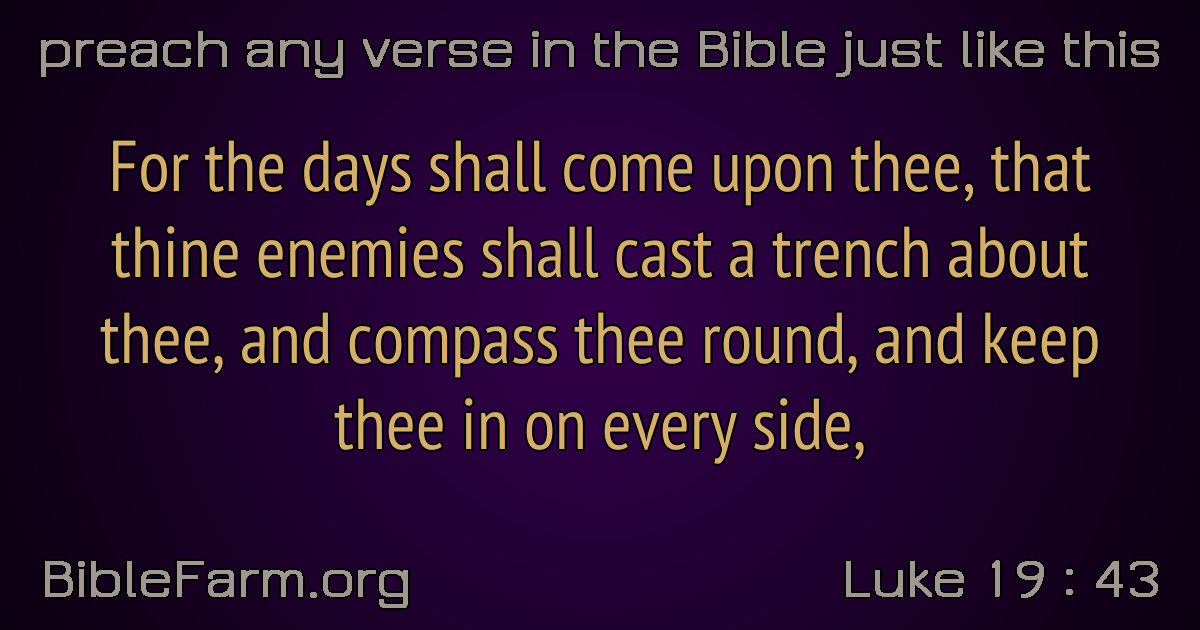 preach any verse in the Bible just like this
For the days shall come upon thee, that
thine enemies shall cast a trench about
thee, and compass thee round, and keep
thee in on every side,
BibleFarm.org
Luke 19 : 43